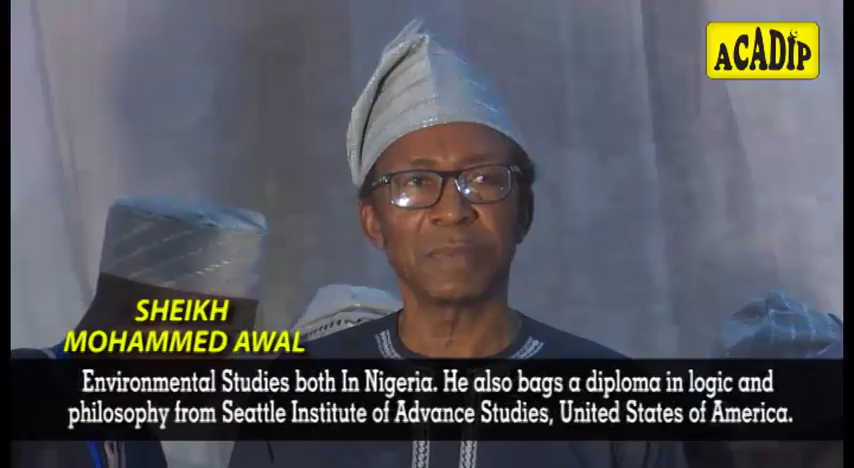 ACADIP
SHEIKH
MOHAMMED AWAL
Environmental Studies both In Nigeria. He also bags a diploma in logic and
philosophy from Seattle Institute of Advance Studies, United States of America.